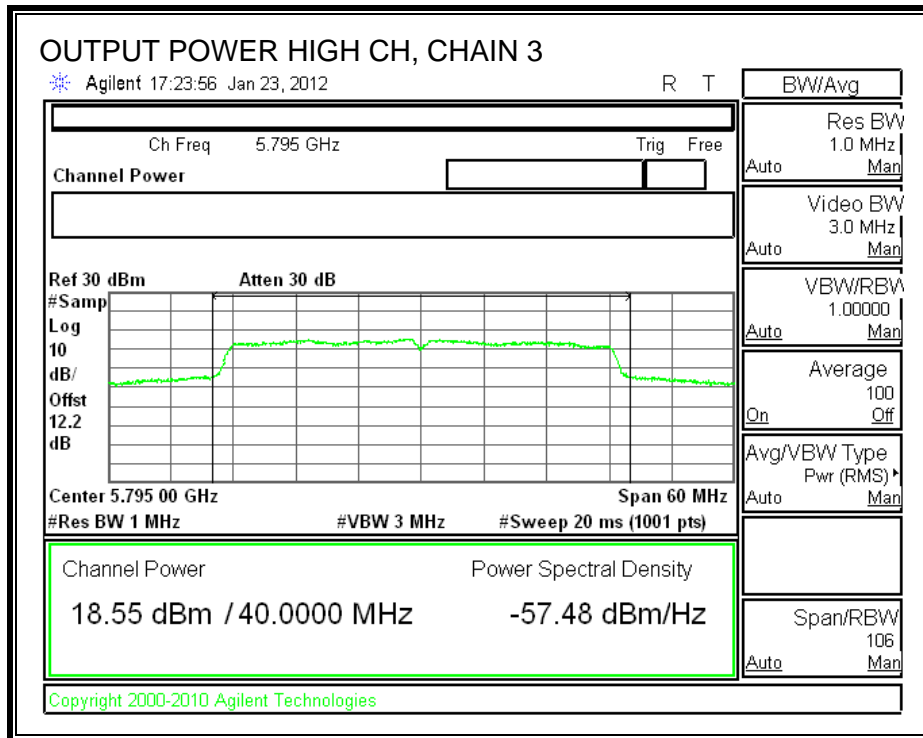 OUTPUT POWER HIGH CH, CHAIN 3
Agilent 17:23:56 Jan 23, 2012 R T
Ch Freq 5.795 GHz Trig Free
Channel Power
Ref 30 dBm Atten 30 dB
#Samp
Log
10
dB/
Offst
12.2
dB
Center 5.795 00 GHz Span 60 MHz
#Res BW 1 MHz #VBW 3 MHz #Sweep 20 ms (1001 pts)
Channel Power Power Spectral Density
18.55 dBm / 40.0000 MHz -57.48 dBm/Hz
Copyright 2000-2010 Agilent Technologies
BW/Avg
Res BW
1.0 MHz
Auto Man
Video BW
3.0 MHz
Auto Man
VBW/RBW
1.00000
Auto Man
Average
100
On Off
Avg/VBW Type
Pwr (RMS)
Auto Man
Span/RBW
106
Auto Man